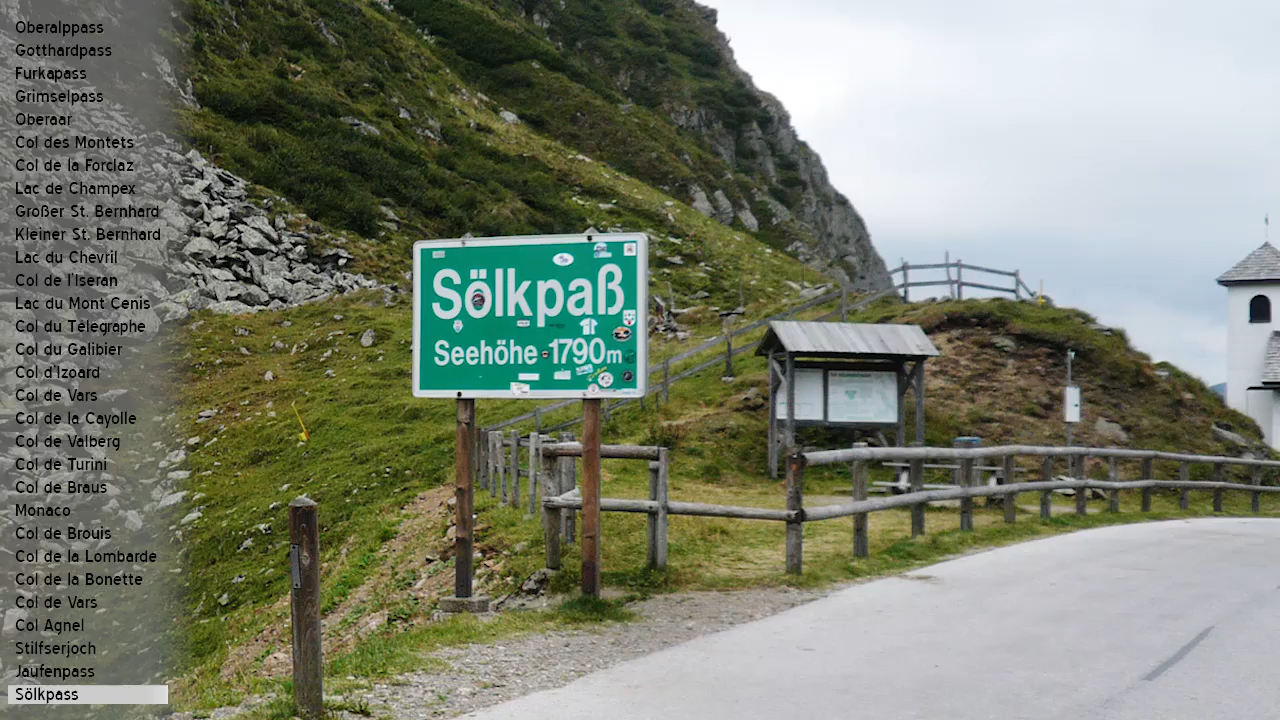 Oberalppass
Gotthardpass
Furkapass
Grimselpass
Oberaar
Col des Montets
Col de la Forclaz
Lac de Champex
Großer St. Bernhard
Kleiner St. Bernhard
Lac du Chevril
Col de l'Iseran
Lac du Mont Cenis
Col du Télegraphe
Col du Galibier
Col d'Izoard
Col de Vars
Col de la Cayolle
Col de Valberg
Col de Turini
Col de Braus
Monaco
Col de Brouis
Col de la Lombarde
Col de la Bonette
Col de Vars
Col Agnel
Stilfserjoch
Jaufenpass
Sölkpass
Sölkpaß
Seehöhe 1790m